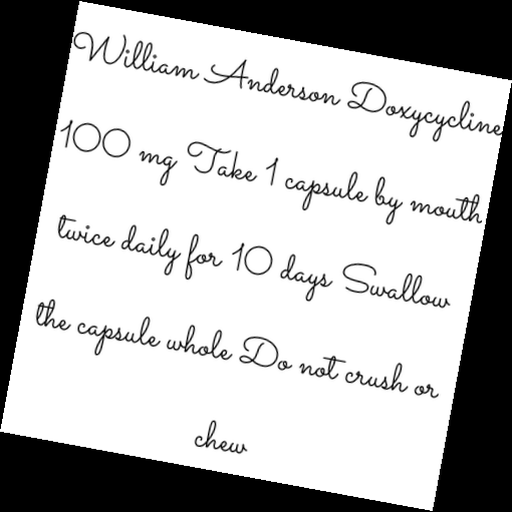 William Anderson Doxycycline
100 mg Take 1 capsule by mouth
twice daily for 10 days Swallow
the capsule whole Do not crush or
chew